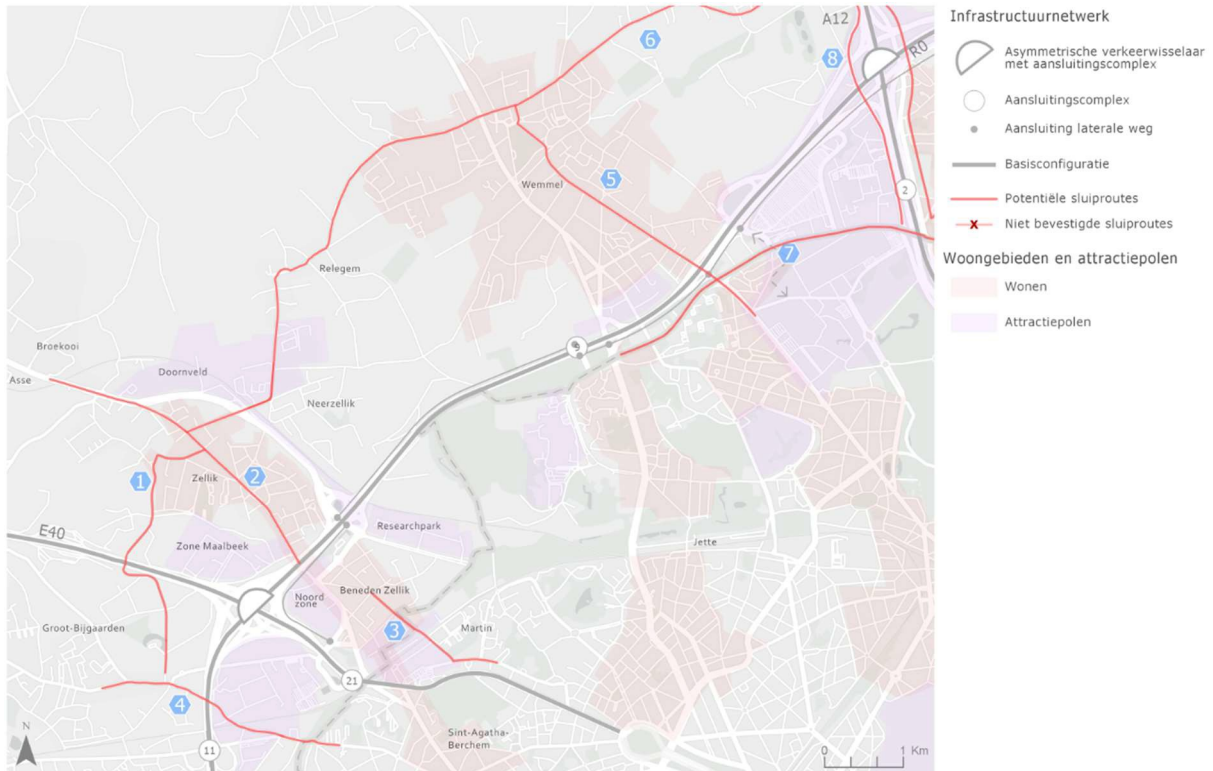 A12
R0
6
8
5
Wemmel
2
7
Relegem
9
Broekooi
Asse
Doornveld
Neerzellik
1
2
Zellik
E40
Zone Maalbeek
Researchpark
Jette
Noord
zone
Beneden Zellik
3
Martin
Groot-Bijgaarden
21
4
11
Sint-Agatha-
Berchem
N
0 1 Km
Infrastructuurnetwerk
Asymmetrische verkeerwisselaar
met aansluitingscomplex
Aansluitingscomplex
Aansluiting laterale weg
Basisconfiguratie
Potentiële sluiproutes
X Niet bevestigde sluiproutes
Woongebieden en attractiepolen
Wonen
Attractiepolen